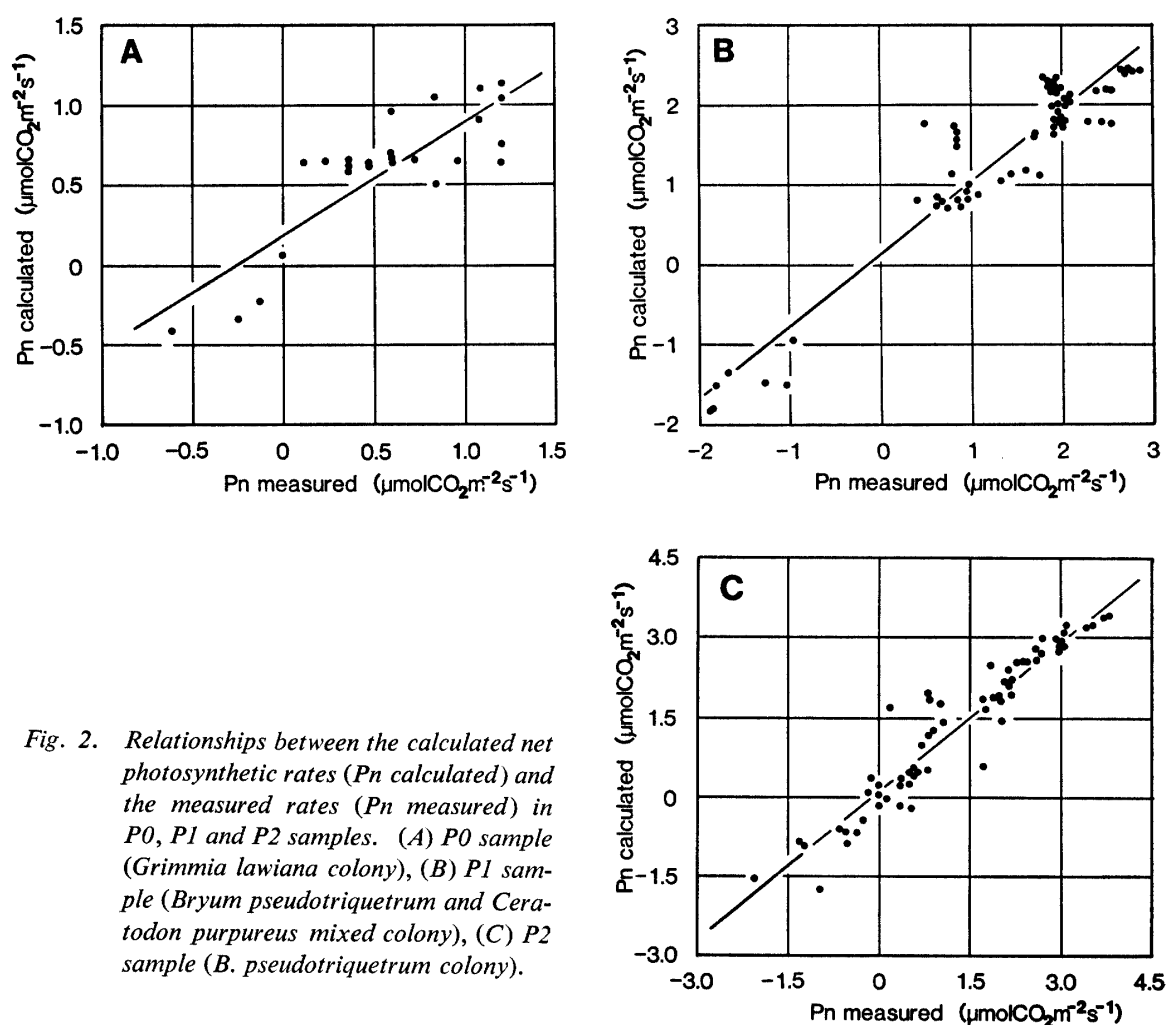 A
Pn calculated (μmolCO₂m⁻²s⁻¹)
1.5
1.0
0.5
0
−0.5
−1.0
−1.0 −0.5 0 0.5 1.0 1.5
Pn measured (μmolCO₂m⁻²s⁻¹)
B
Pn calculated (μmolCO₂m⁻²s⁻¹)
3
2
1
0
−1
−2
−2 −1 0 1 2 3
Pn measured (μmolCO₂m⁻²s⁻¹)
C
Pn calculated (μmolCO₂m⁻²s⁻¹)
4.5
3.0
1.5
0
−1.5
−3.0
−3.0 −1.5 0 1.5 3.0 4.5
Pn measured (μmolCO₂m⁻²s⁻¹)
Fig. 2. Relationships between the calculated net
photosynthetic rates (Pn calculated) and
the measured rates (Pn measured) in
P0, P1 and P2 samples. (A) P0 sample
(Grimmia lawiana colony), (B) P1 sam-
ple (Bryum pseudotriquetrum and Cera-
todon purpureus mixed colony), (C) P2
sample (B. pseudotriquetrum colony).